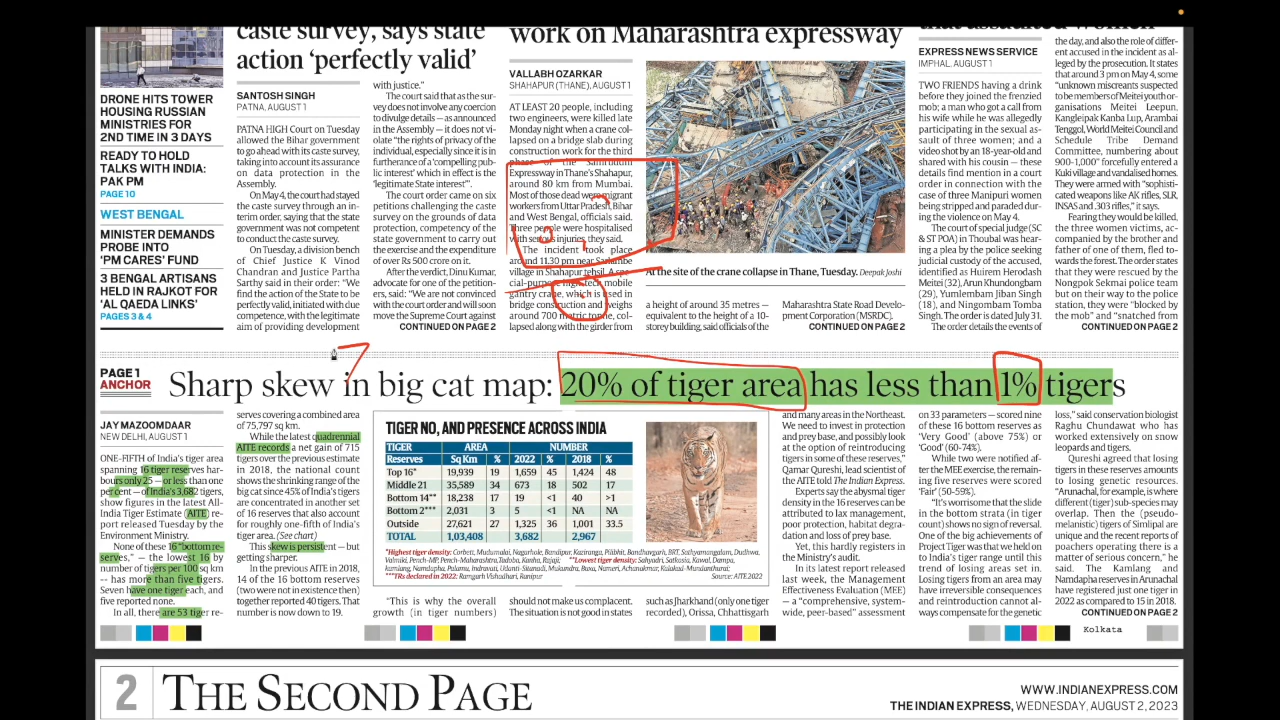 DRONE HITS TOWER
HOUSING RUSSIAN
MINISTRIES FOR
2ND TIME IN 3 DAYS
READY TO HOLD
TALKS WITH INDIA:
PAK PM
PAGE 10
WEST BENGAL
MINISTER DEMANDS
PROBE INTO
‘PM CARES’ FUND
3 BENGAL ARTISANS
HELD IN RAJKOT FOR
‘AL QAEDA LINKS’
PAGES 3 & 4
caste survey, says state
action ‘perfectly valid’
SANTOSH SINGH
PATNA, AUGUST 1
PATNA HIGH Court on Tuesday
allowed the Bihar government
to go ahead with its caste survey,
taking into account its assurance
on data protection in the
Assembly.
On May 4, the court had stayed
the caste survey through an in-
terim order, saying that the state
government was not competent
to conduct the caste survey.
On Tuesday, a division bench
of Chief Justice K Vinod
Chandran and Justice Partha
Sarthy said in their order: “We
find the action of the State to be
perfectly valid, initiated with due
competence, with the legitimate
aim of providing development
with justice.”
The court said that as the sur-
vey does not involve any coercion
to divulge details — as announced
in the Assembly — it does not vi-
olate “the rights of privacy of the
individual, especially since it is in
furtherance of a ‘compelling pub-
lic interest’ which in effect is the
‘legitimate State interest’”.
The court order came on six
petitions challenging the caste
survey on the grounds of data
protection, competency of the
state government to carry out
the exercise and the expenditure
of over Rs 500 crore on it.
After the verdict, Dinu Kumar,
advocate for one of the petition-
ers, said: “We are not convinced
with the court order and will soon
move the Supreme Court against
CONTINUED ON PAGE 2
work on Maharashtra expressway
VALLABH OZARKAR
SHAHAPUR (THANE), AUGUST 1
AT LEAST 20 people, including
two engineers, were killed late
Monday night when a crane col-
lapsed on a bridge slab during
construction work for the third
phase of the Samruddhi
Expressway in Thane’s Shahapur,
around 80 km from Mumbai.
Most of those dead were migrant
workers from Uttar Pradesh, Bihar
and West Bengal, officials said.
Three people were hospitalised
with serious injuries, they said.
The incident took place
around 11.30 pm near Sarlambe
village in Shahapur tehsil. A spe-
cial-purpose high-tech mobile
gantry crane, which is used in
bridge construction and weighs
around 700 metric tonne, col-
lapsed along with the girder from
At the site of the crane collapse in Thane, Tuesday. Deepak Joshi
a height of around 35 metres —
equivalent to the height of a 10-
storey building, said officials of the
Maharashtra State Road Develo-
pment Corporation (MSRDC).
CONTINUED ON PAGE 2
EXPRESS NEWS SERVICE
IMPHAL, AUGUST 1
TWO FRIENDS having a drink
before they joined the frenzied
mob; a man who got a call from
his wife while he was allegedly
participating in the sexual as-
sault of three women; and a
video shot by an 18-year-old and
shared with his cousin — these
details find mention in a court
order in connection with the
case of three Manipuri women
being stripped and paraded dur-
ing the violence on May 4.
The court of special judge (SC
& ST POA) in Thoubal was hear-
ing a plea by the police seeking
judicial custody of the accused,
identified as Huirem Herodash
Meitei (32), Arun Khundongbam
(29), Yumlembam Jiban Singh
(18), and Ningombam Tomba
Singh. The order is dated July 31.
The order details the events of
the day, and also the role of differ-
ent accused in the incident as al-
leged by the prosecution. It states
that around 3 pm on May 4, some
“unknown miscreants suspected
to be members of Meitei youth or-
ganisations Meitei Leepun,
Kangleipak Kanba Lup, Arambai
Tenggol, World Meitei Council and
Schedule Tribe Demand
Committee, numbering about
900-1,000” forcefully entered a
Kuki village and vandalised homes.
They were armed with “sophisti-
cated weapons like AK rifles, SLR,
INSAS and .303 rifles,” it says.
Fearing they would be killed,
the three women victims, ac-
companied by the brother and
father of one of them, fled to-
wards the forest. The order states
that they were rescued by the
Nongpok Sekmai police team
but on their way to the police
station, they were “blocked by
the mob” and “snatched from
CONTINUED ON PAGE 2
PAGE 1
ANCHOR
Sharp skew in big cat map: 20% of tiger area has less than 1% tigers
JAY MAZOOMDAAR
NEW DELHI, AUGUST 1
ONE-FIFTH of India’s tiger area
spanning 16 tiger reserves har-
bours only 25 — or less than one
per cent — of India’s 3,682 tigers,
show figures in the latest All-
India Tiger Estimate (AITE) re-
port released Tuesday by the
Environment Ministry.
None of these 16 “bottom re-
serves,” — the lowest 16 by
number of tigers per 100 sq km
-- has more than five tigers.
Seven have one tiger each, and
five reported none.
In all, there are 53 tiger re-
serves covering a combined area
of 75,797 sq km.
While the latest quadrennial
AITE records a net gain of 715
tigers over the previous estimate
in 2018, the national count
shows the shrinking range of the
big cat since 45% of India’s tigers
are concentrated in another set
of 16 reserves that also account
for roughly one-fifth of India’s
tiger area. (See chart)
This skew is persistent — but
getting sharper.
In the previous AITE in 2018,
14 of the 16 bottom reserves
(two were not in existence then)
together reported 40 tigers. That
number is now down to 19.
TIGER NO, AND PRESENCE ACROSS INDIA
TIGER AREA NUMBER
Reserves Sq Km % 2022 % 2018 %
Top 16* 19,939 19 1,659 45 1,424 48
Middle 21 35,589 34 673 18 502 17
Bottom 14** 18,238 17 19 <1 40 >1
Bottom 2*** 2,031 3 5 <1 NA NA
Outside 27,621 27 1,325 36 1,001 33.5
TOTAL 1,03,408 3,682 2,967
*Highest tiger density: Corbett, Mudumalai, Nagarhole, Bandipur, Kaziranga, Pilibhit, Bandhavgarh, BRT, Sathyamangalam, Dudhwa,
Valmiki, Pench-MP, Pench-Maharashtra, Tadoba, Kanha, Rajaji; **Lowest tiger density: Sahyadri, Satkosia, Kawal, Dampa,
Kamlang, Namdapha, Palamu, Indravati, Udanti-Sitanadi, Mukundra, Buxa, Nameri, Achanakmar, Kalakad-Mundanthurai;
***TRs declared in 2022: Ramgarh Vishudhari, Ranipur Source: AITE 2022
“This is why the overall
growth (in tiger numbers)
should not make us complacent.
The situation is not good in states
such as Jharkhand (only one tiger
recorded), Orissa, Chhattisgarh
and many areas in the Northeast.
We need to invest in protection
and prey base, and possibly look
at the option of reintroducing
tigers in some of these reserves,”
Qamar Qureshi, lead scientist of
the AITE told The Indian Express.
Experts say the abysmal tiger
density in the 16 reserves can be
attributed to lax management,
poor protection, habitat degra-
dation and loss of prey base.
Yet, this hardly registers in
the Ministry’s audit.
In its latest report released
last week, the Management
Effectiveness Evaluation (MEE)
— a “comprehensive, system-
wide, peer-based” assessment
on 33 parameters — scored nine
of these 16 bottom reserves as
‘Very Good’ (above 75%) or
‘Good’ (60-74%).
While two were notified af-
ter the MEE exercise, the remain-
ing five reserves were scored
‘Fair’ (50-59%).
“It’s worrisome that the slide
in the bottom strata (in tiger
count) shows no sign of reversal.
One of the big achievements of
Project Tiger was that we held on
to India’s tiger range until this
trend of losing areas set in.
Losing tigers from an area may
have irreversible consequences
and reintroduction cannot al-
ways compensate for the genetic
loss,” said conservation biologist
Raghu Chundawat who has
worked extensively on snow
leopards and tigers.
Qureshi agreed that losing
tigers in these reserves amounts
to losing genetic resources.
“Arunachal, for example, is where
different (tiger) sub-species may
overlap. Then the (pseudo-
melanistic) tigers of Simlipal are
unique and the recent reports of
poachers operating there is a
matter of serious concern,” he
said. The Kamlang and
Namdapha reserves in Arunachal
have registered just one tiger in
2022 as compared to 15 in 2018.
CONTINUED ON PAGE 2
Kolkata
2 THE SECOND PAGE
WWW.INDIANEXPRESS.COM
THE INDIAN EXPRESS, WEDNESDAY, AUGUST 2, 2023